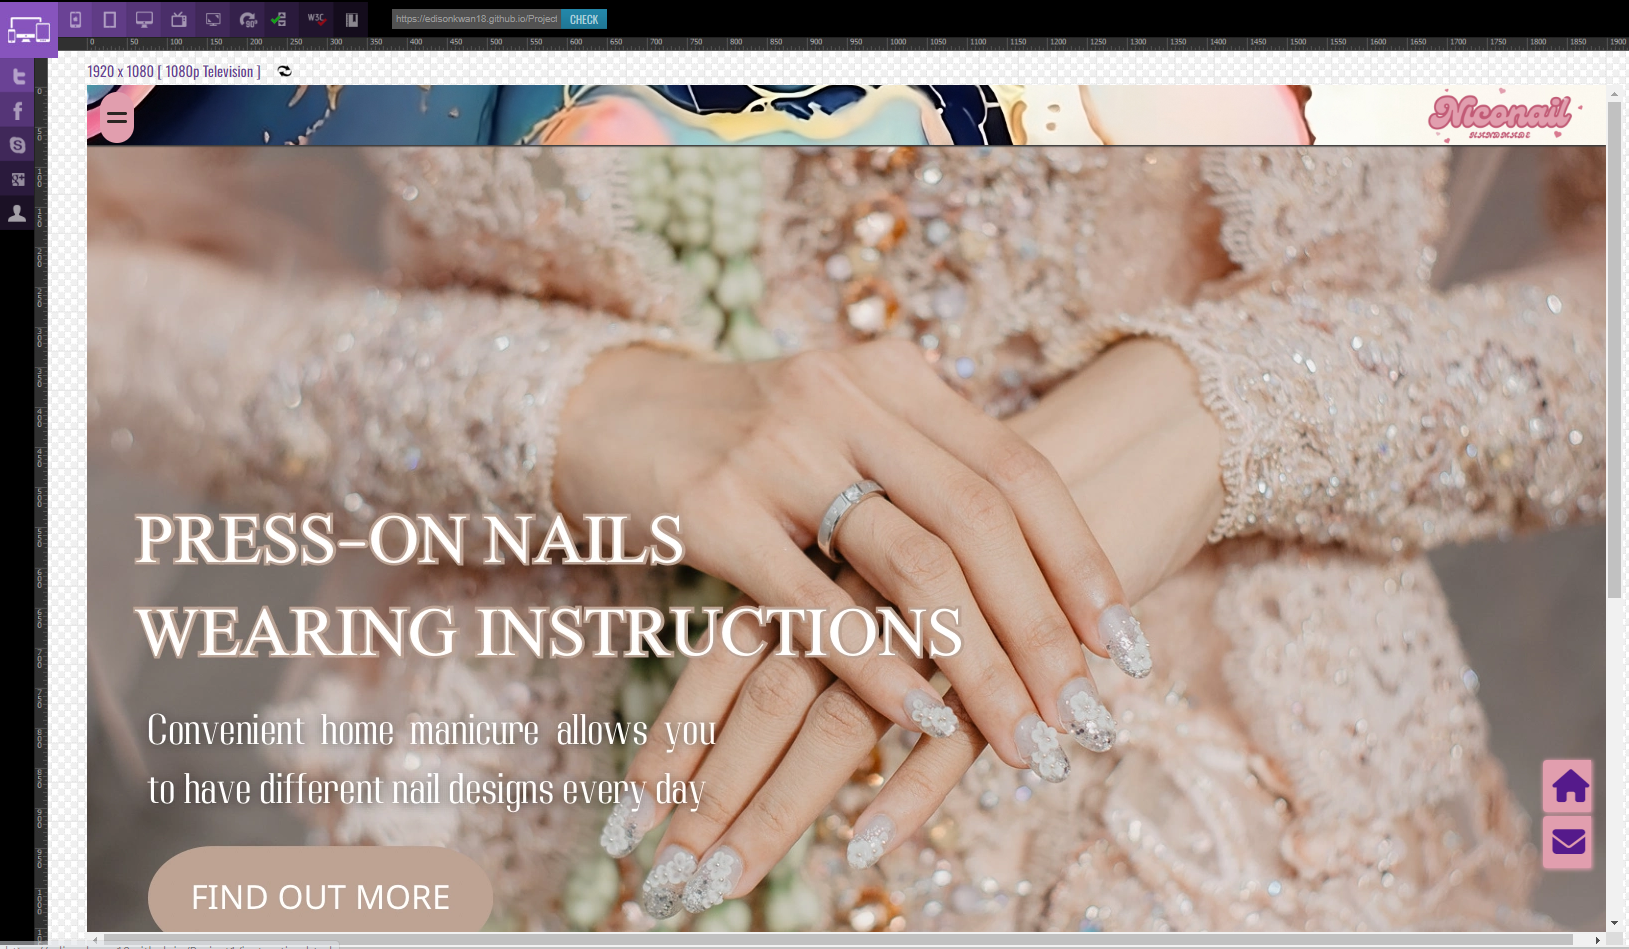 W3C
90°
https://edisonkwan18.github.io/Project
CHECK
0 50 100 150 200 250 300 350 400 450 500 550 600 650 700 750 800 850 900 950 1000 1050 1100 1150 1200 1250 1300 1350 1400 1450 1500 1550 1600 1650 1700 1750 1800 1850 1900
1920 x 1080 [ 1080p Television ]
Niconail
HANDMADE
PRESS-ON NAILS
WEARING INSTRUCTIONS
Convenient home manicure allows you
to have different nail designs every day
FIND OUT MORE